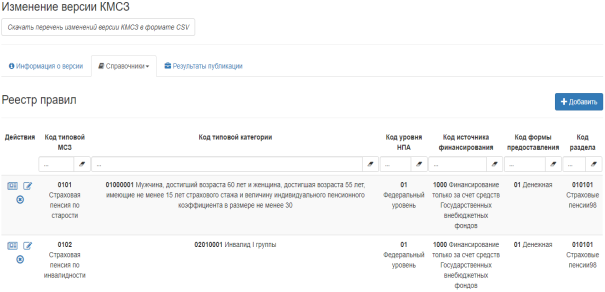 Изменение версии КМСЗ
Скачать перечень изменений версии КМСЗ в формате CSV
Информация о версии
Справочники
Результаты публикации
Реестр правил
Добавить
Действия
Код типовой МСЗ
Код типовой категории
Код уровня НПА
Код источника финансирования
Код формы предоставления
Код раздела
...
...
...
...
...
...
0101
Страховая
пенсия по
старости
01000001 Мужчина, достигший возраста 60 лет и женщина, достигшая возраста 55 лет,
имеющие не менее 15 лет страхового стажа и величину индивидуального пенсионного
коэффициента в размере не менее 30
01
Федеральный
уровень
1000 Финансирование
только за счет средств
Государственных
внебюджетных
фондов
01 Денежная
010101
Страховые
пенсии98
0102
Страховая
пенсия по
инвалидности
02010001 Инвалид I группы
01
Федеральный
уровень
1000 Финансирование
только за счет средств
Государственных
внебюджетных
фондов
01 Денежная
010101
Страховые
пенсии98